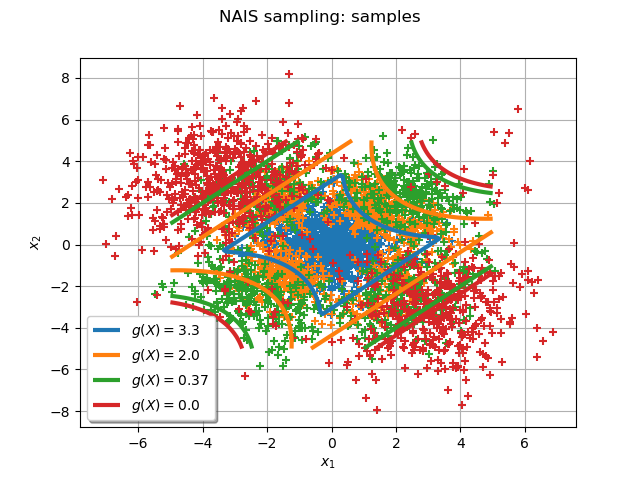 NAIS sampling: samples
x₂
8
6
4
2
0
−2
−4
−6
−8
g(X) = 3.3
g(X) = 2.0
g(X) = 0.37
g(X) = 0.0
−6 −4 −2 0 2 4 6
x₁